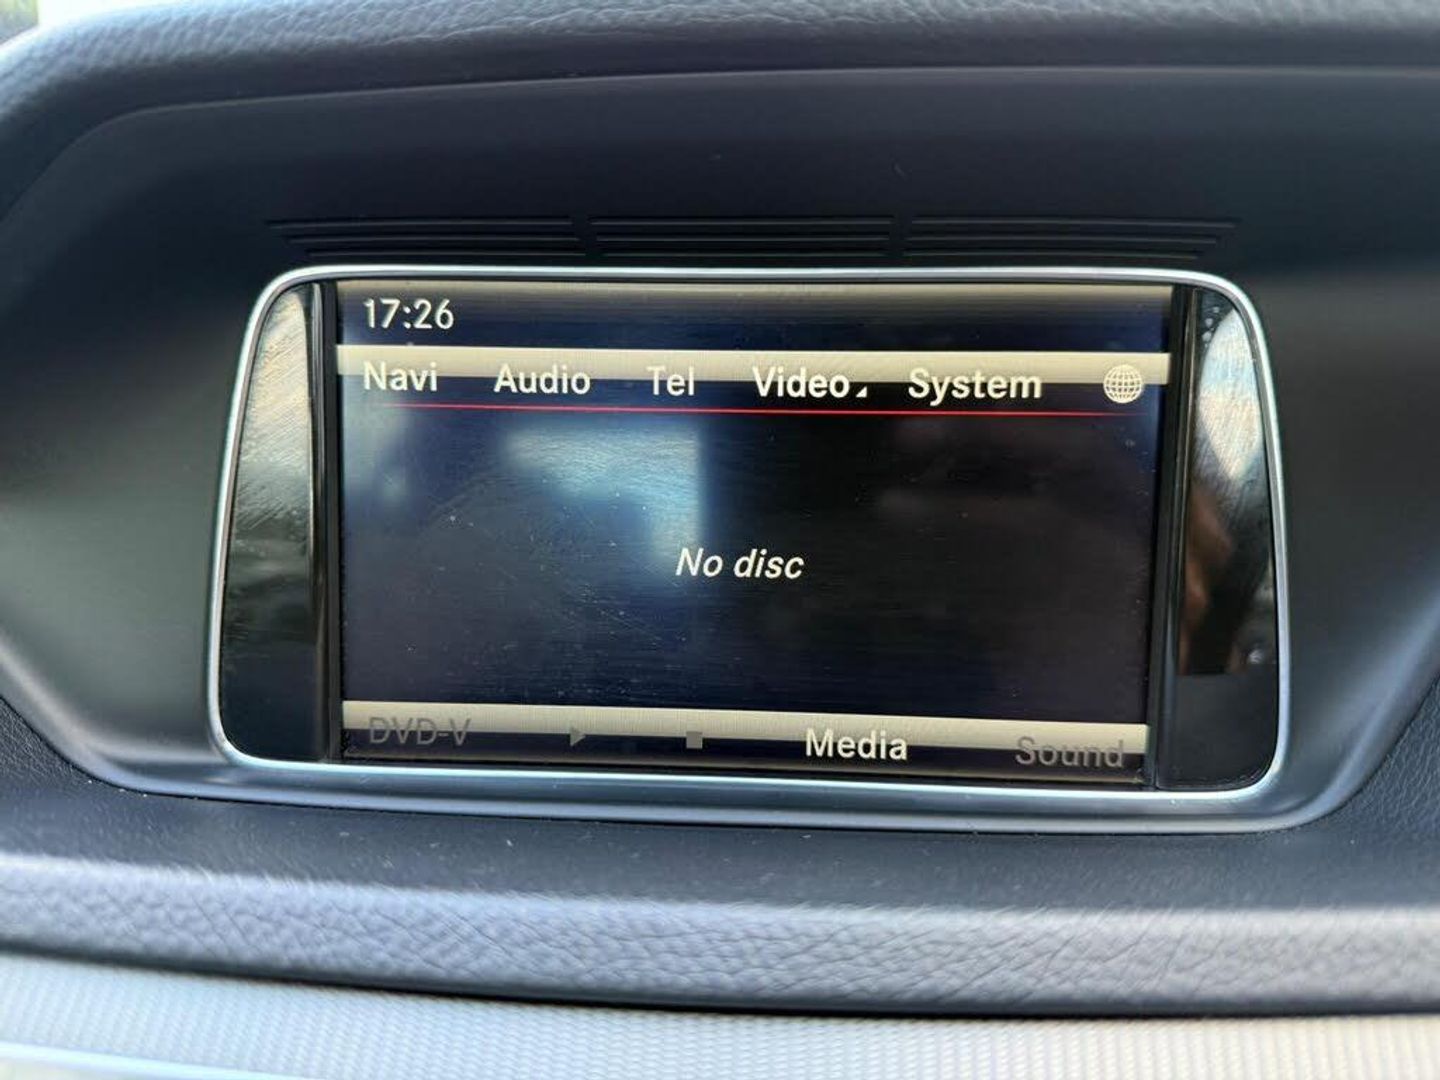 17:26
Navi Audio Tel Video System
No disc
DVD-V Media Sound